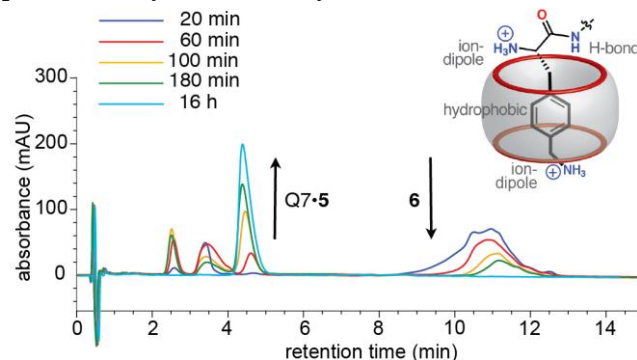 20 min
60 min
100 min
180 min
16 h
300
200
100
0
absorbance (mAU)
Q7•5
6
0 2 4 6 8 10 12 14
retention time (min)
O
H₃N
+
N
H
H-bond
ion-
dipole
hydrophobic
ion-
dipole
+
NH₃